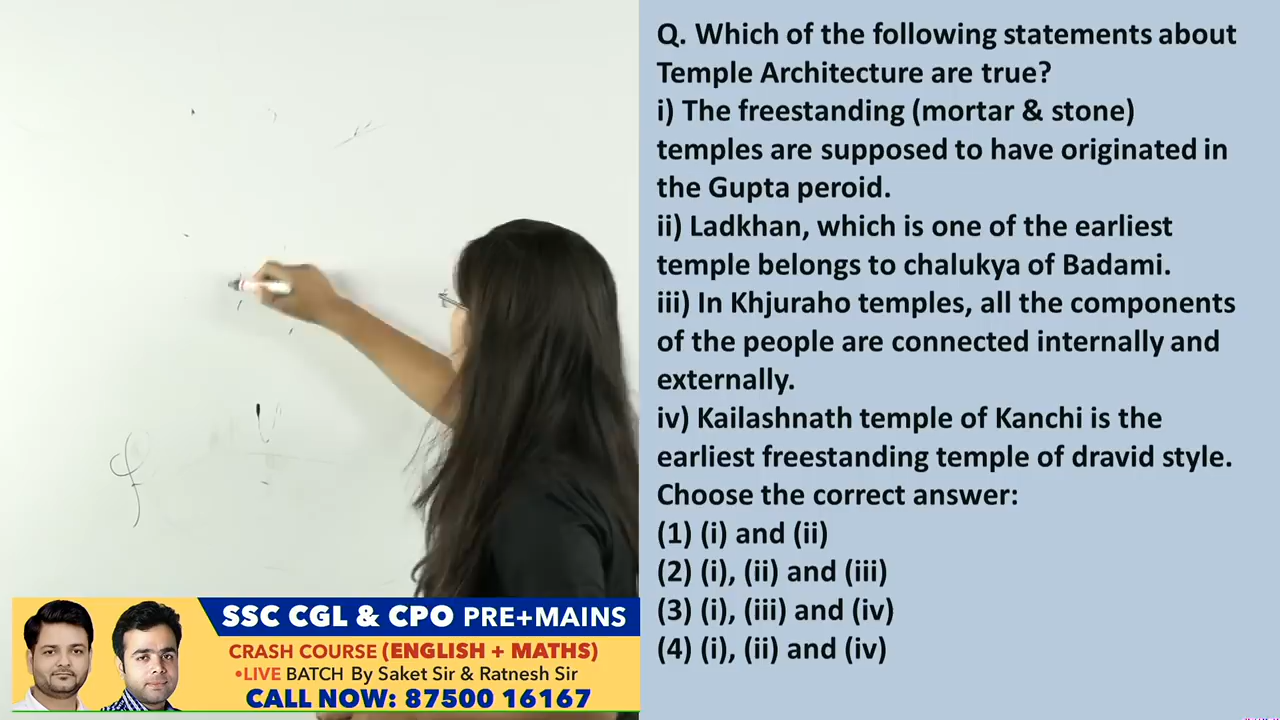 Q. Which of the following statements about
Temple Architecture are true?
i) The freestanding (mortar & stone)
temples are supposed to have originated in
the Gupta peroid.
ii) Ladkhan, which is one of the earliest
temple belongs to chalukya of Badami.
iii) In Khjuraho temples, all the components
of the people are connected internally and
externally.
iv) Kailashnath temple of Kanchi is the
earliest freestanding temple of dravid style.
Choose the correct answer:
(1) (i) and (ii)
(2) (i), (ii) and (iii)
(3) (i), (iii) and (iv)
(4) (i), (ii) and (iv)
SSC CGL & CPO PRE+MAINS
CRASH COURSE (ENGLISH + MATHS)
•LIVE BATCH By Saket Sir & Ratnesh Sir
CALL NOW: 87500 16167